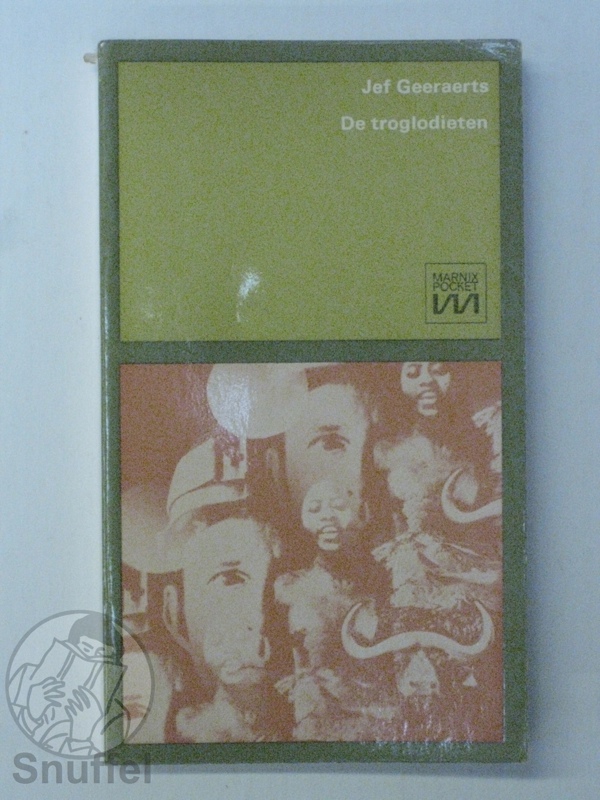 Jef Geeraerts
De troglodieten
MARNIX
POCKET
Snuffel